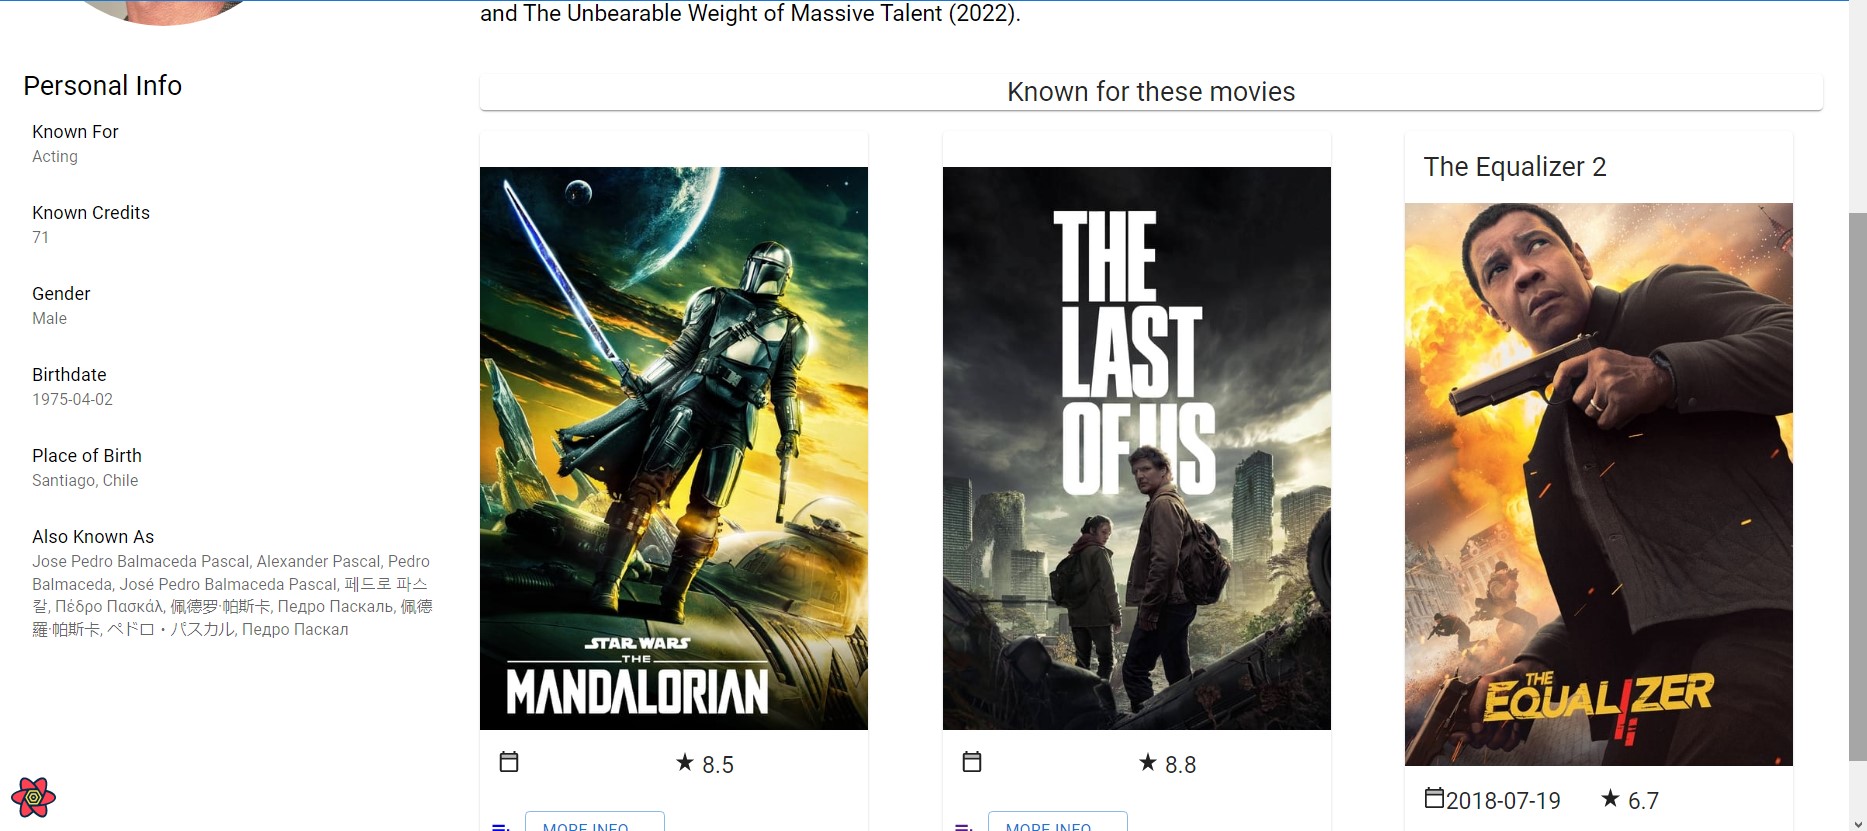 and The Unbearable Weight of Massive Talent (2022).
Personal Info
Known For
Acting
Known Credits
71
Gender
Male
Birthdate
1975-04-02
Place of Birth
Santiago, Chile
Also Known As
Jose Pedro Balmaceda Pascal, Alexander Pascal, Pedro
Balmaceda, José Pedro Balmaceda Pascal, 페드로 파스
칼, Πέδρο Πασκάλ, 佩德罗·帕斯卡, Педро Паскаль, 佩德
羅·帕斯卡, ペドロ・パスカル, Педро Паскал
Known for these movies
STAR WARS
THE
MANDALORIAN
8.5
MORE INFO
THE
LAST
OF US
8.8
MORE INFO
The Equalizer 2
THE
EQUALIZER
2018-07-19
6.7